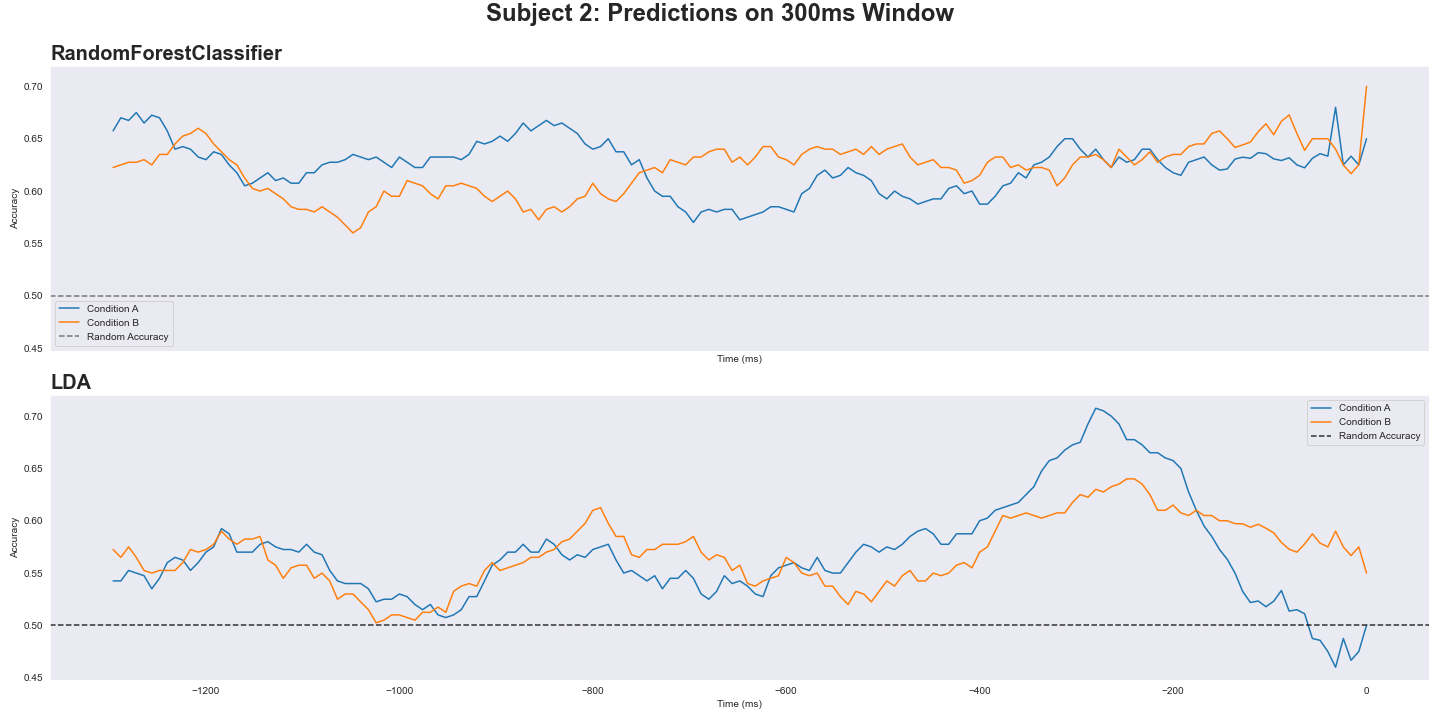 Subject 2: Predictions on 300ms Window
RandomForestClassifier
0.70
0.65
0.60
0.55
0.50
0.45
Accuracy
Condition A
Condition B
Random Accuracy
Time (ms)
LDA
0.70
0.65
0.60
0.55
0.50
0.45
Accuracy
Condition A
Condition B
Random Accuracy
−1200 −1000 −800 −600 −400 −200 0
Time (ms)